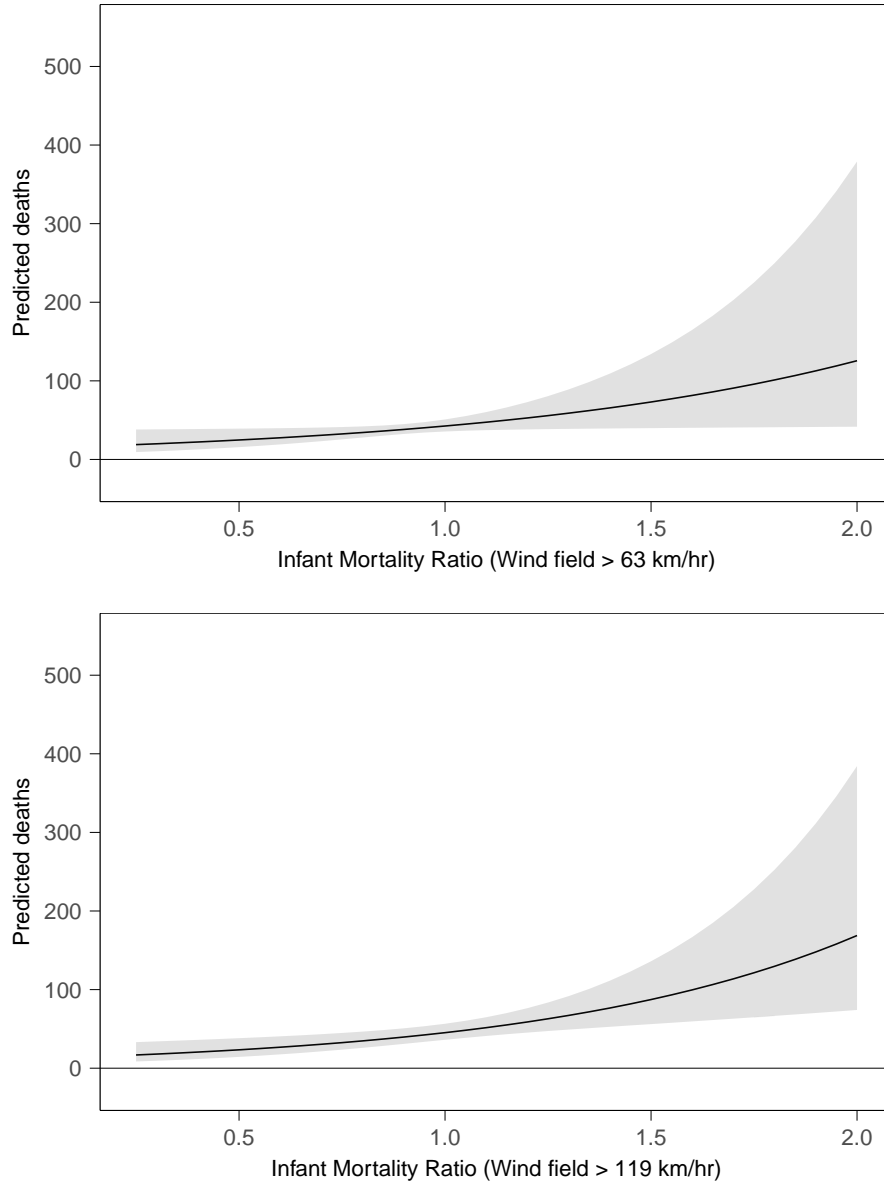 500
400
300
200
100
0
Predicted deaths
0.5 1.0 1.5 2.0
Infant Mortality Ratio (Wind field > 63 km/hr)
500
400
300
200
100
0
Predicted deaths
0.5 1.0 1.5 2.0
Infant Mortality Ratio (Wind field > 119 km/hr)